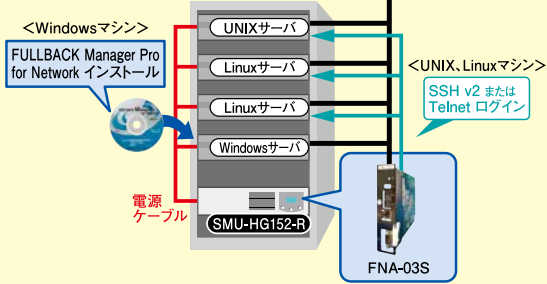 <Windowsマシン>
FULLBACK Manager Pro
for Network インストール
UNIXサーバ
Linuxサーバ
Linuxサーバ
Windowsサーバ
<UNIX、Linuxマシン>
SSH v2 または
Telnet ログイン
電源
ケーブル
SMU-HG152-R
FNA-03S